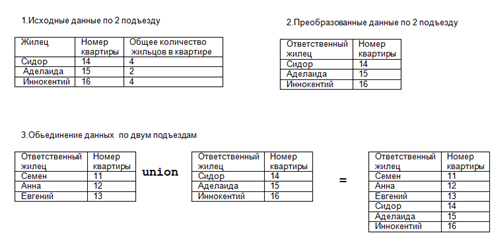 1.Исходные данные по 2 подъезду
2.Преобразованные данные по 2 подъезду
Жилец Номер квартиры Общее количество жильцов в квартире
Сидор 14 4
Аделаида 15 2
Иннокентий 16 4
Ответственный жилец Номер квартиры
Сидор 14
Аделаида 15
Иннокентий 16
3.Обьединение данных по двум подъездам
Ответственный жилец Номер квартиры
Семен 11
Анна 12
Евгений 13
union
Ответственный жилец Номер квартиры
Сидор 14
Аделаида 15
Иннокентий 16
=
Ответственный жилец Номер квартиры
Семен 11
Анна 12
Евгений 13
Сидор 14
Аделаида 15
Иннокентий 16